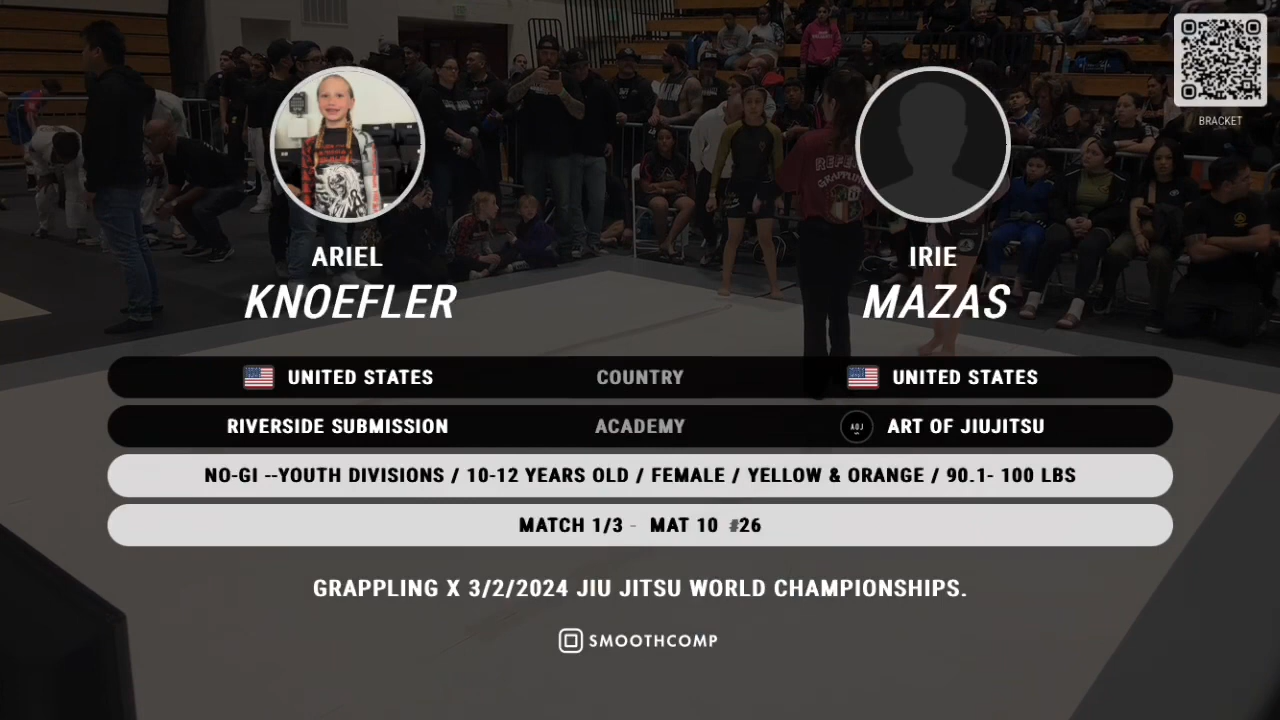 BRACKET
ARIEL
KNOEFLER
IRIE
MAZAS
UNITED STATES COUNTRY UNITED STATES
RIVERSIDE SUBMISSION ACADEMY AOJ ART OF JIUJITSU
NO-GI --YOUTH DIVISIONS / 10-12 YEARS OLD / FEMALE / YELLOW & ORANGE / 90.1- 100 LBS
MATCH 1/3 - MAT 10 #26
GRAPPLING X 3/2/2024 JIU JITSU WORLD CHAMPIONSHIPS.
SMOOTHCOMP